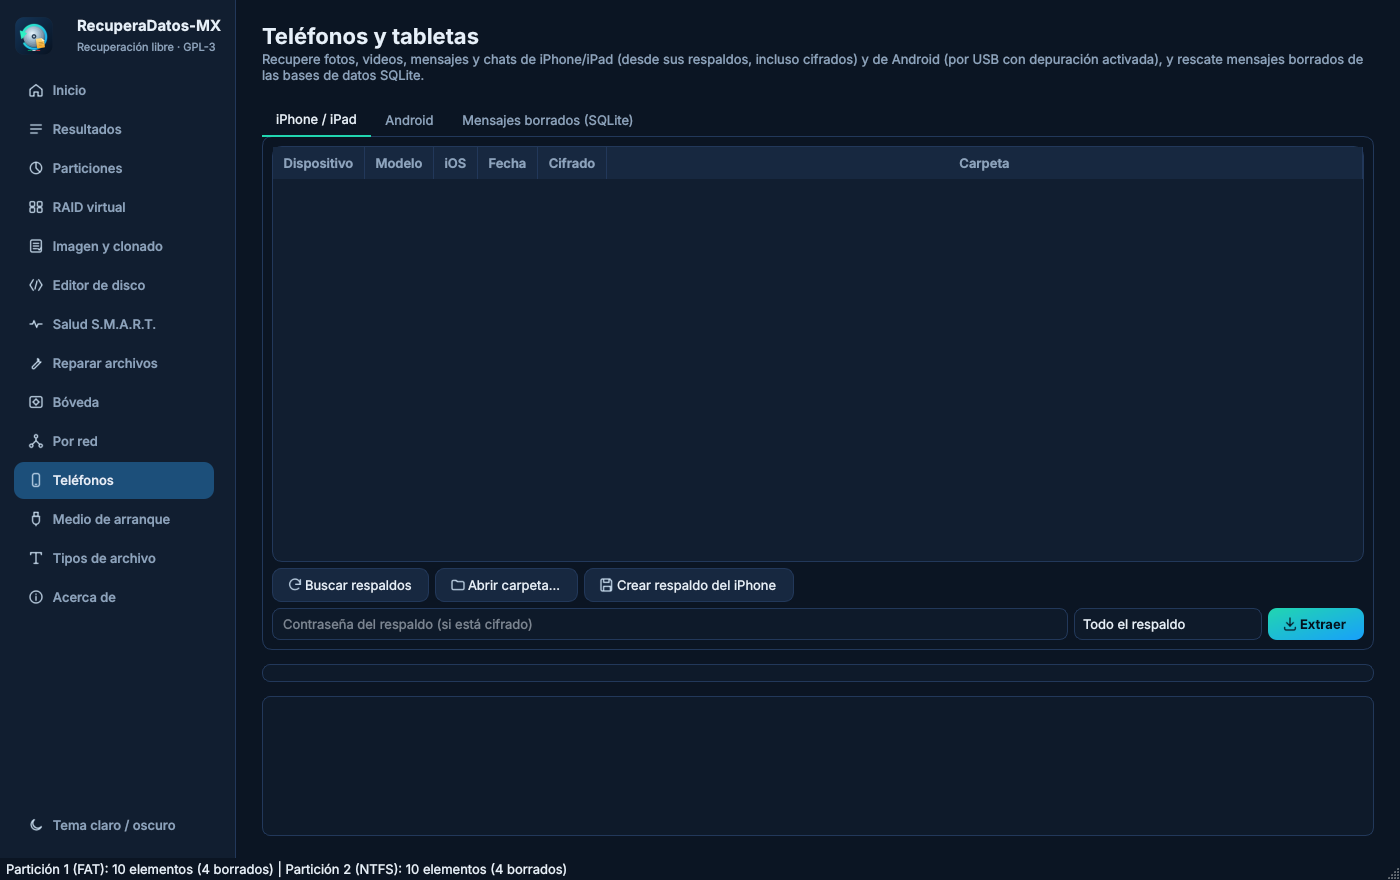 RecuperaDatos-MX
Recuperación libre · GPL-3
Inicio
Resultados
Particiones
RAID virtual
Imagen y clonado
Editor de disco
Salud S.M.A.R.T.
Reparar archivos
Bóveda
Por red
Teléfonos
Medio de arranque
Tipos de archivo
Acerca de
Tema claro / oscuro
Teléfonos y tabletas
Recupere fotos, videos, mensajes y chats de iPhone/iPad (desde sus respaldos, incluso cifrados) y de Android (por USB con depuración activada), y rescate mensajes borrados de
las bases de datos SQLite.
iPhone / iPad Android Mensajes borrados (SQLite)
Dispositivo Modelo iOS Fecha Cifrado Carpeta
Buscar respaldos Abrir carpeta... Crear respaldo del iPhone
Contraseña del respaldo (si está cifrado) Todo el respaldo Extraer
Partición 1 (FAT): 10 elementos (4 borrados) | Partición 2 (NTFS): 10 elementos (4 borrados)